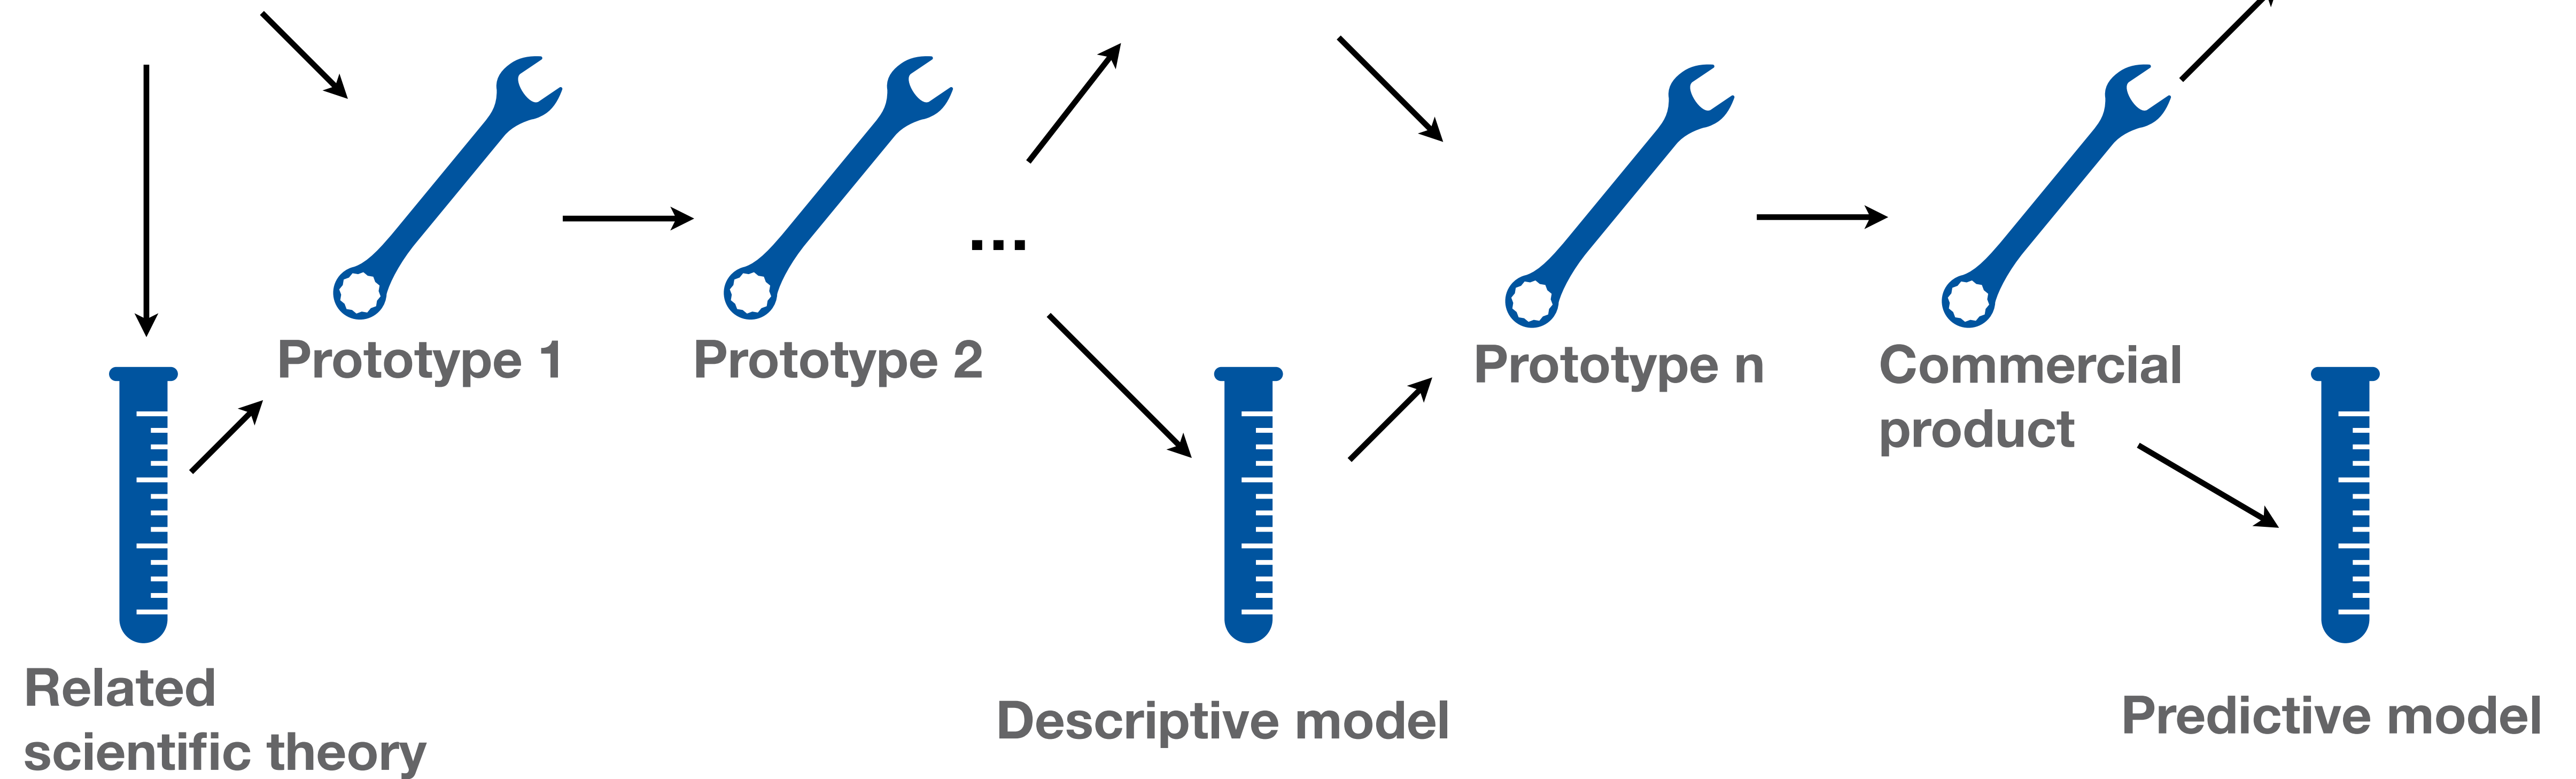 ...
Prototype 1
Prototype 2
Prototype n
Commercial
product
Related
scientific theory
Descriptive model
Predictive model